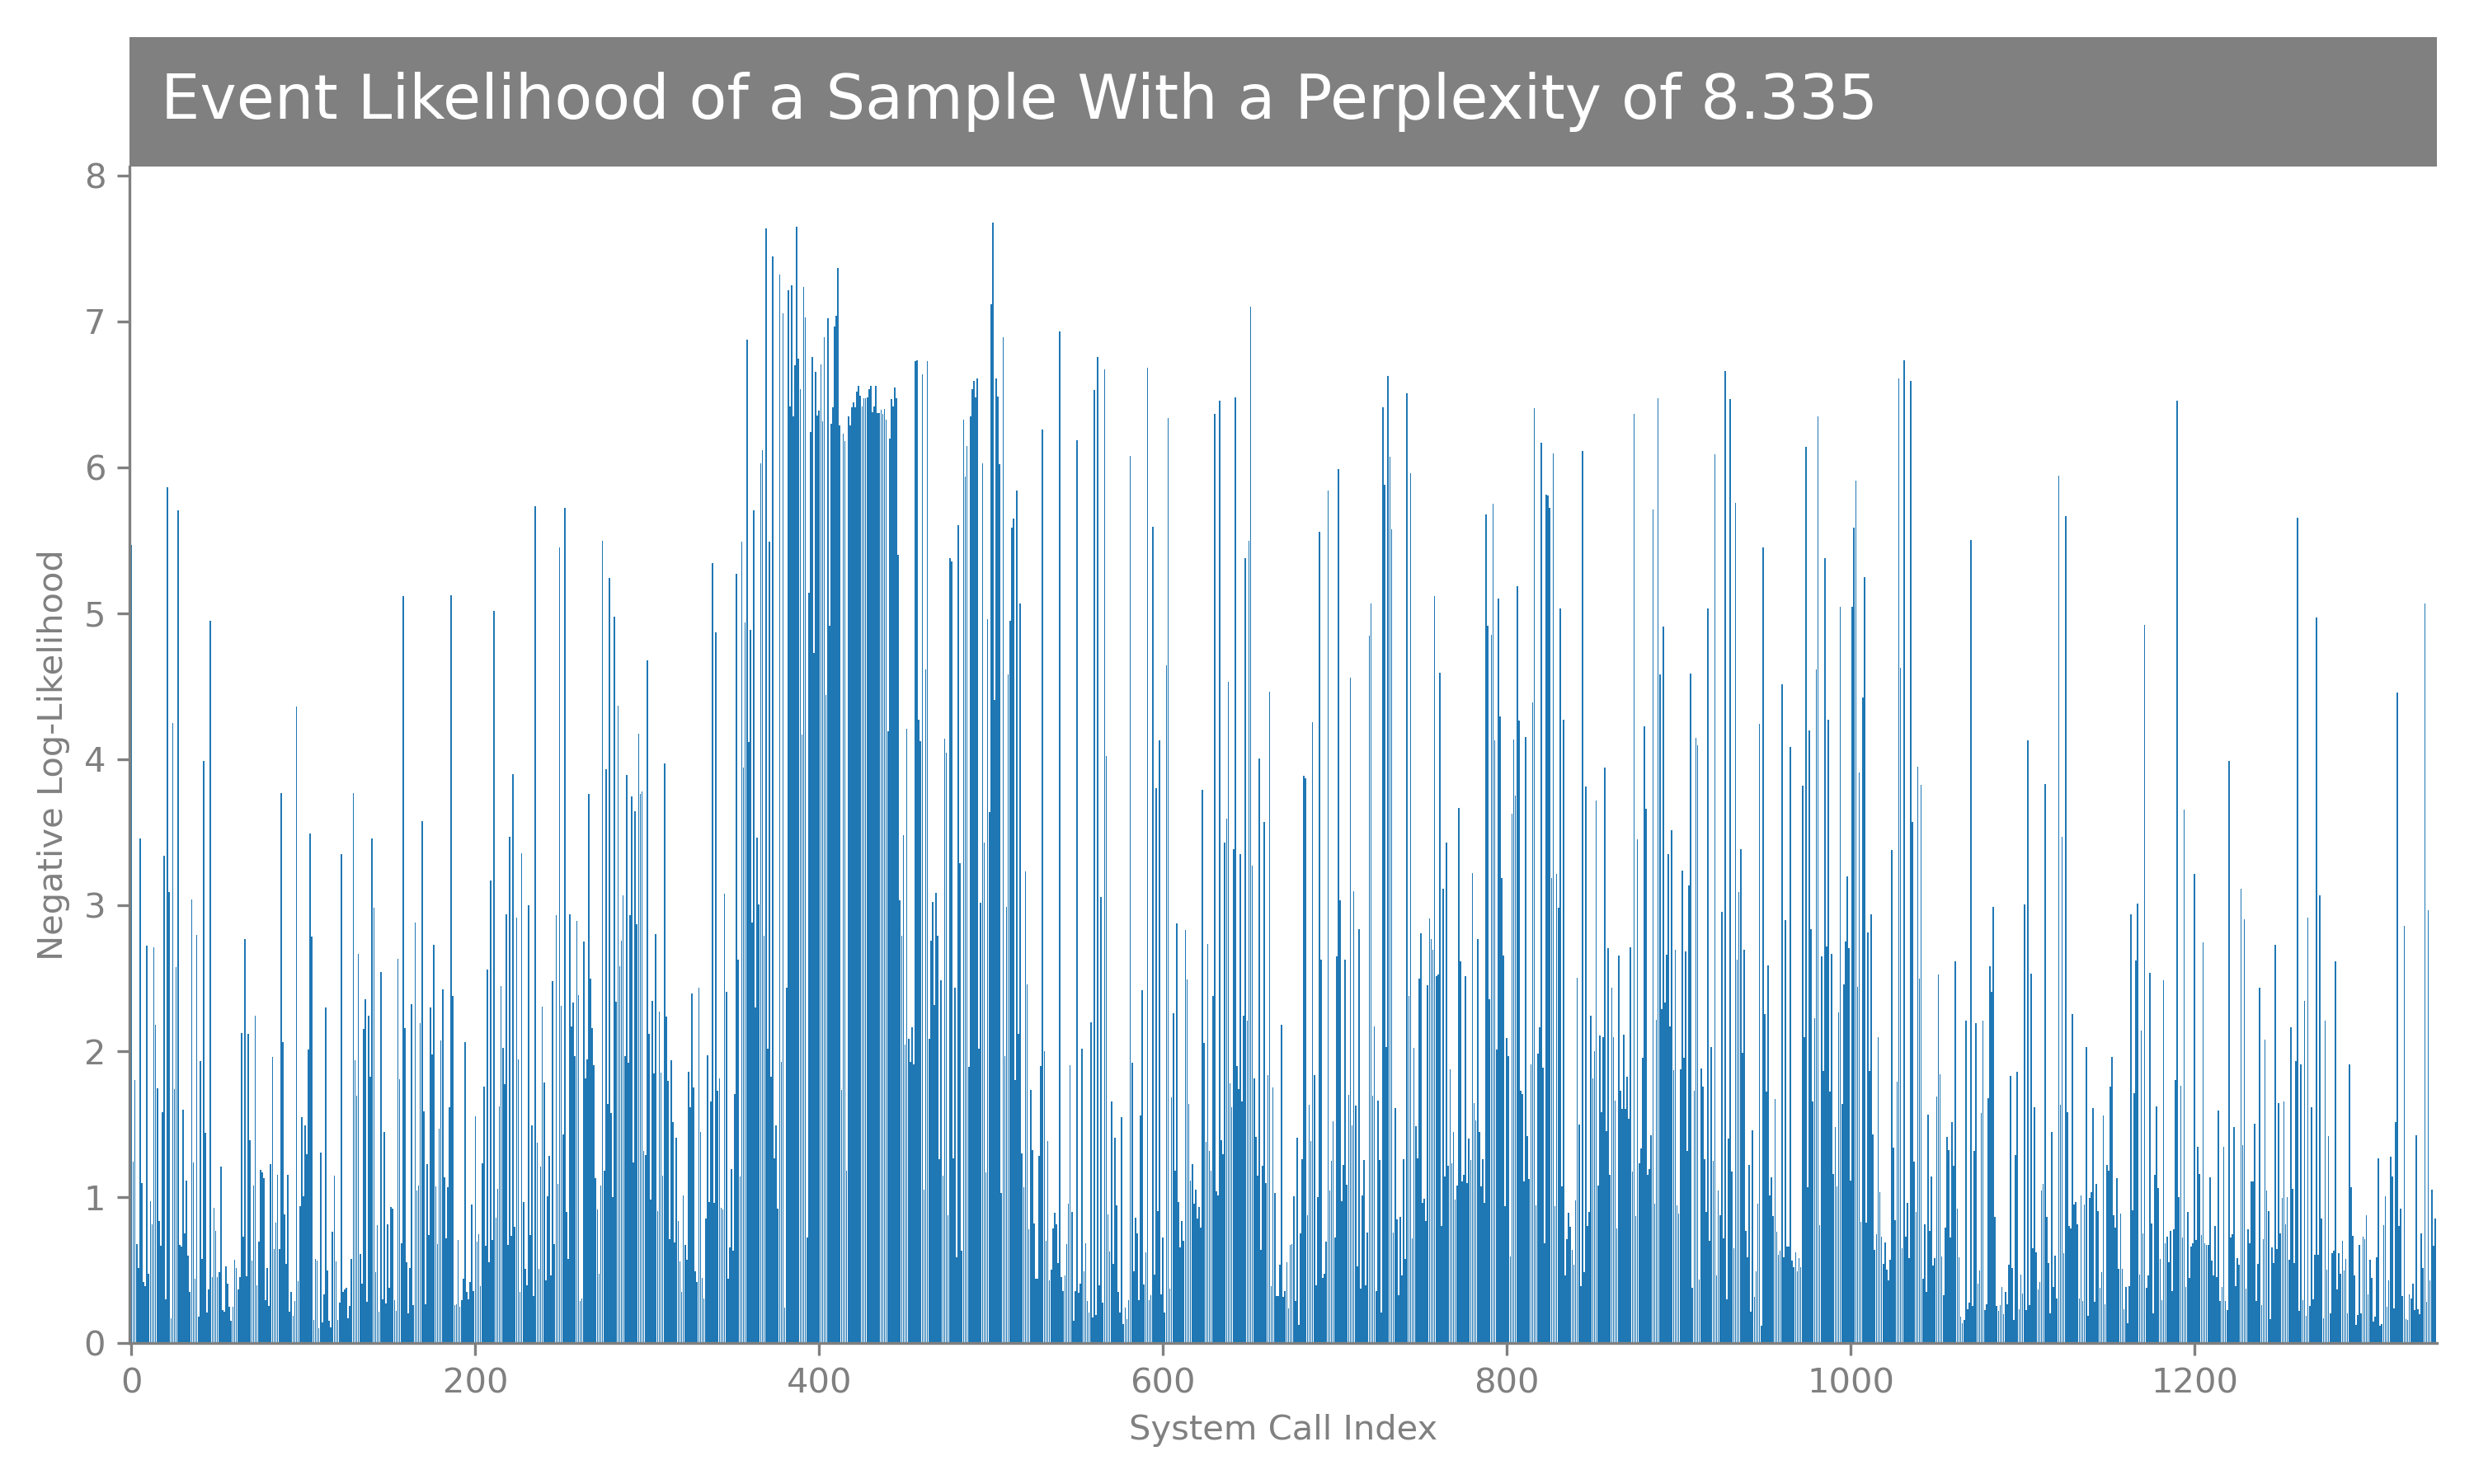 Event Likelihood of a Sample With a Perplexity of 8.335
8
7
6
5
4
3
2
1
0
Negative Log-Likelihood
0 200 400 600 800 1000 1200
System Call Index